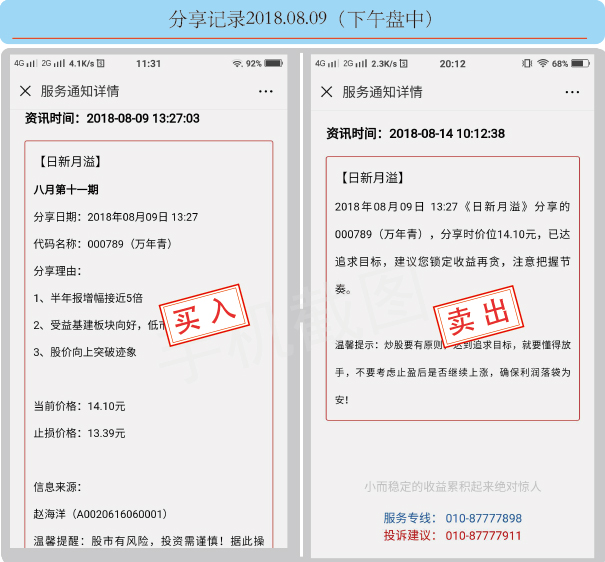 分享记录2018.08.09（下午盘中）
4G 2G 4.1K/s 11:31 92%
服务通知详情 ...
资讯时间：2018-08-09 13:27:03
【日新月溢】
八月第十一期
分享日期：2018年08月09日 13:27
代码名称：000789（万年青）
分享理由：
1、半年报增幅接近5倍
2、受益基建板块向好，低市
3、股价向上突破迹象
买入
当前价格：14.10元
止损价格：13.39元
信息来源：
赵海洋（A0020616060001）
温馨提醒：股市有风险，投资需谨慎！据此操
4G 2G 2.3K/s 20:12 68%
服务通知详情 ...
资讯时间：2018-08-14 10:12:38
【日新月溢】
2018年08月09日 13:27《日新月溢》分享的
000789（万年青），分享时价位14.10元，已达
追求目标，建议您锁定收益再贪，注意把握节
奏。
卖出
温馨提示：炒股要有原则，达到追求目标，就要懂得放
手，不要考虑止盈后是否继续上涨，确保利润落袋为
安！
手机截图
小而稳定的收益累积起来绝对惊人
服务专线： 010-87777898
投诉建议： 010-87777911